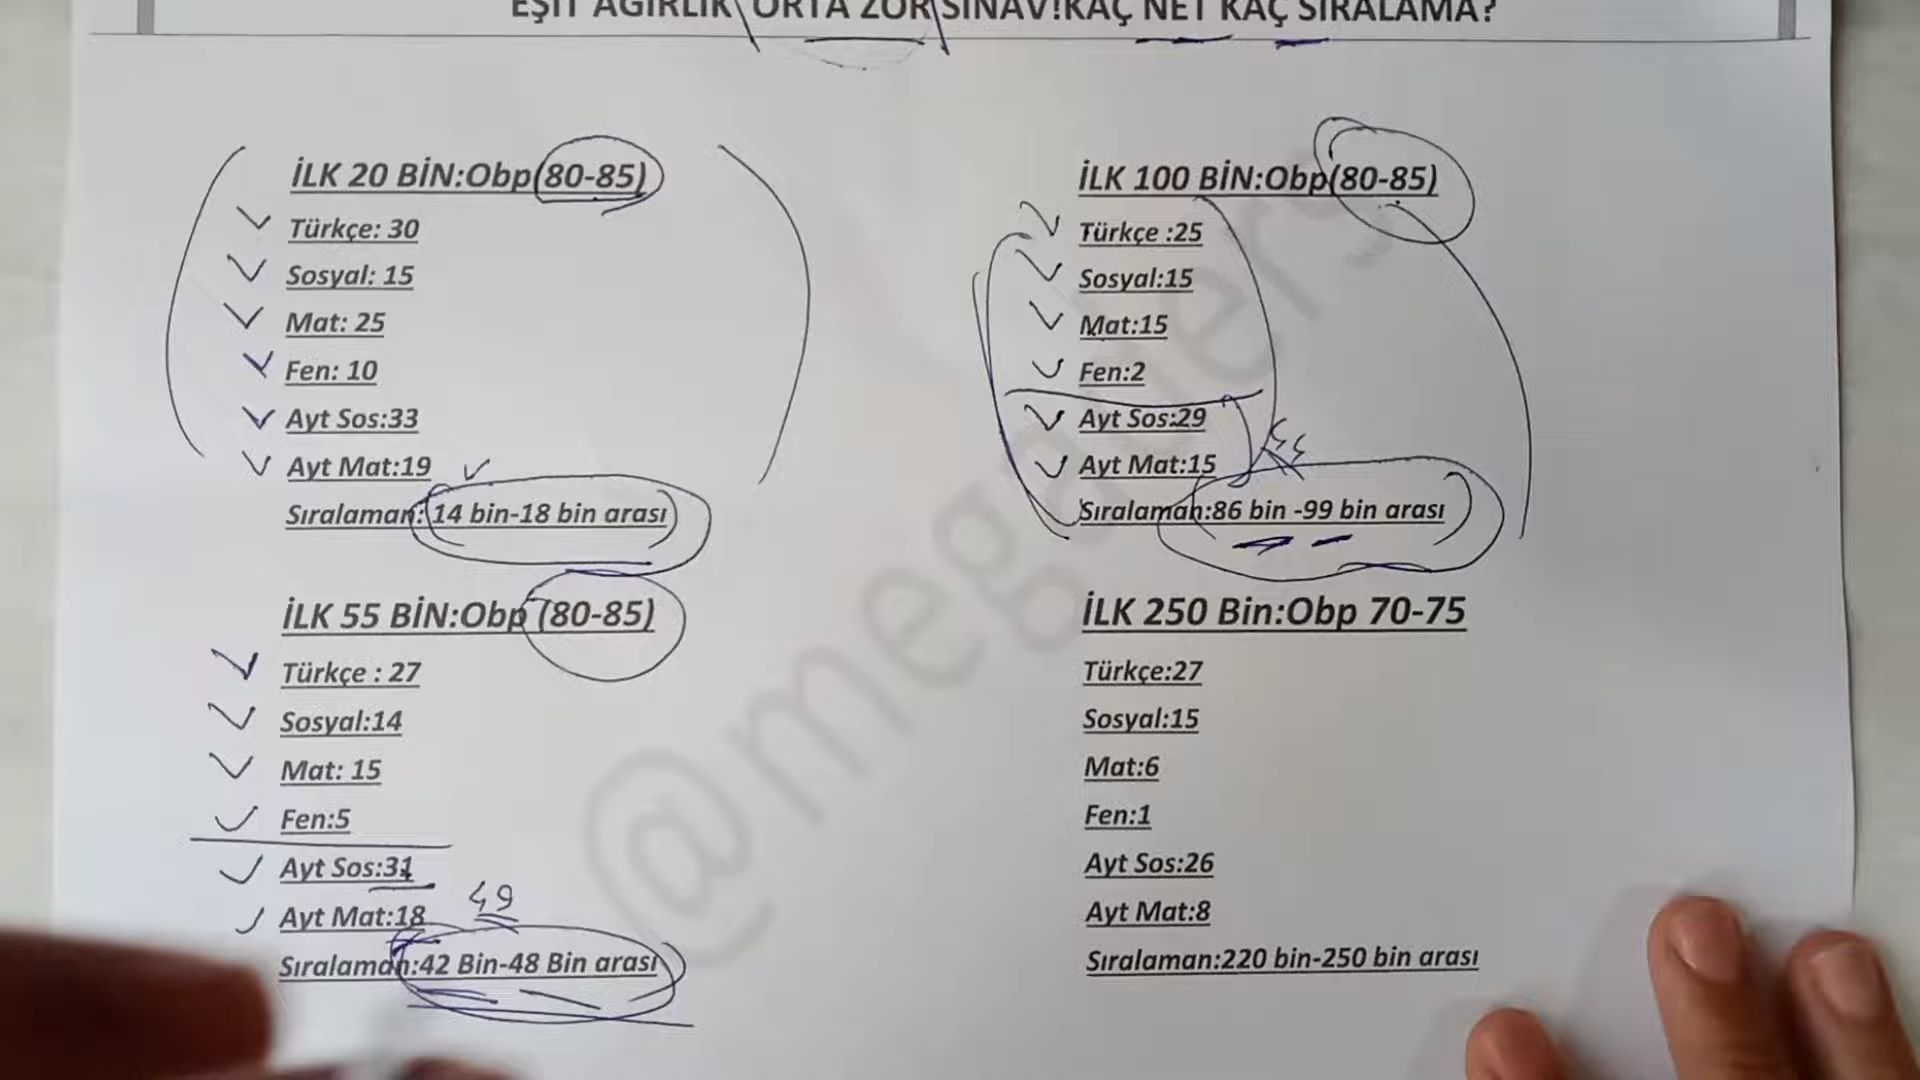 EŞİT AĞIRLIK ORTA ZOR SINAV!KAÇ NET KAÇ SIRALAMA?
İLK 20 BİN:Obp(80-85)
Türkçe: 30
Sosyal: 15
Mat: 25
Fen: 10
Ayt Sos:33
Ayt Mat:19
Sıralaman: 14 bin-18 bin arası
İLK 55 BİN:Obp (80-85)
Türkçe : 27
Sosyal:14
Mat: 15
Fen:5
Ayt Sos:31
Ayt Mat:18
49
Sıralaman:42 Bin-48 Bin arası
İLK 100 BİN:Obp(80-85)
Türkçe :25
Sosyal:15
Mat:15
Fen:2
Ayt Sos:29
Ayt Mat:15
Sıralaman:86 bin -99 bin arası
İLK 250 Bin:Obp 70-75
Türkçe:27
Sosyal:15
Mat:6
Fen:1
Ayt Sos:26
Ayt Mat:8
Sıralaman:220 bin-250 bin arası